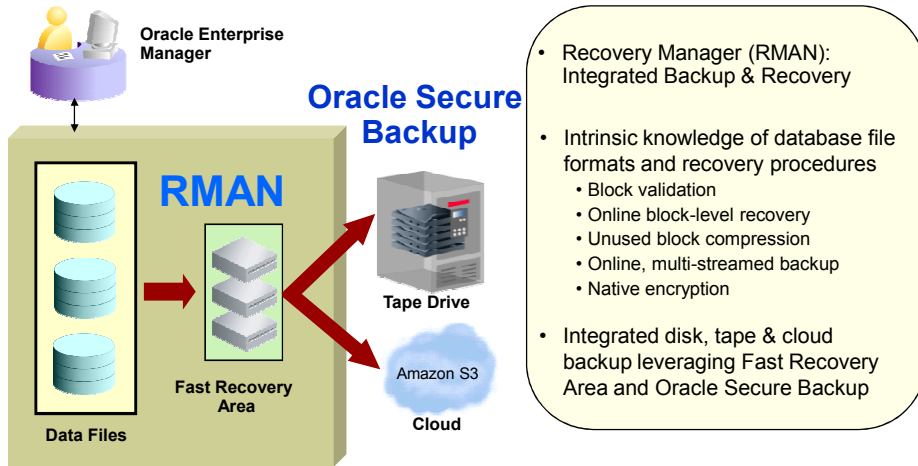 Oracle Enterprise
Manager
Oracle Secure
Backup
RMAN
Data Files
Fast Recovery
Area
Tape Drive
Amazon S3
Cloud
• Recovery Manager (RMAN):
Integrated Backup & Recovery
• Intrinsic knowledge of database file
formats and recovery procedures
• Block validation
• Online block-level recovery
• Unused block compression
• Online, multi-streamed backup
• Native encryption
• Integrated disk, tape & cloud
backup leveraging Fast Recovery
Area and Oracle Secure Backup